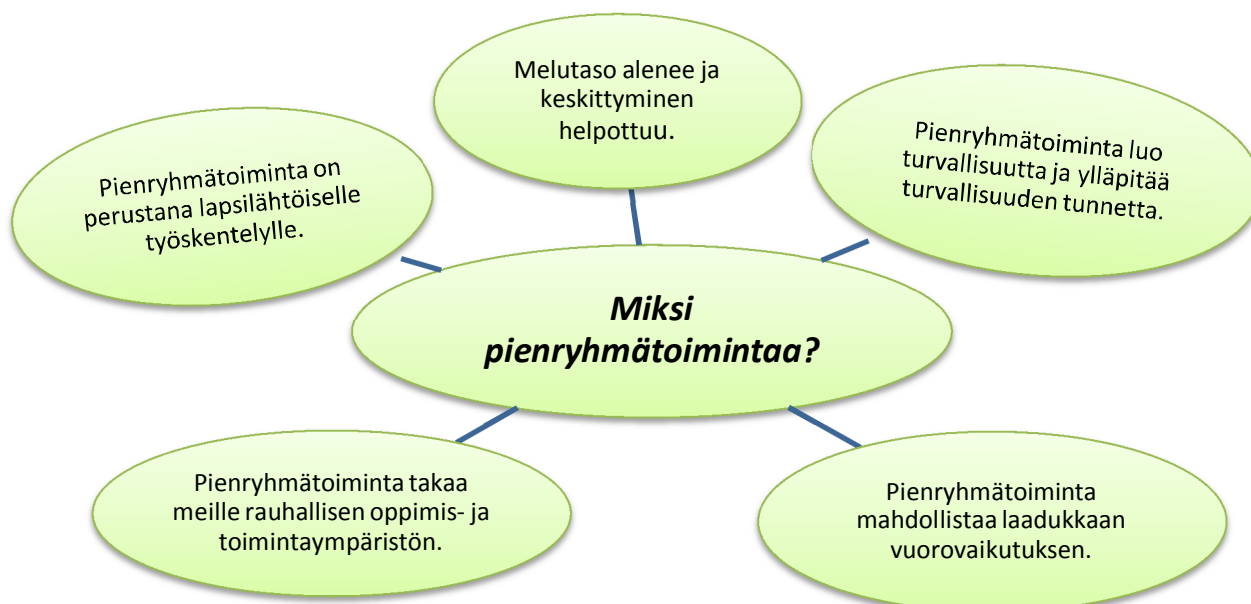 Melutaso alenee ja
keskittyminen
helpottuu.
Pienryhmätoiminta on
perustana lapsilähtöiselle
työskentelylle.
Pienryhmätoiminta luo
turvallisuutta ja ylläpitää
turvallisuuden tunnetta.
Miksi
pienryhmätoimintaa?
Pienryhmätoiminta takaa
meille rauhallisen oppimis- ja
toimintaympäristön.
Pienryhmätoiminta
mahdollistaa laadukkaan
vuorovaikutuksen.